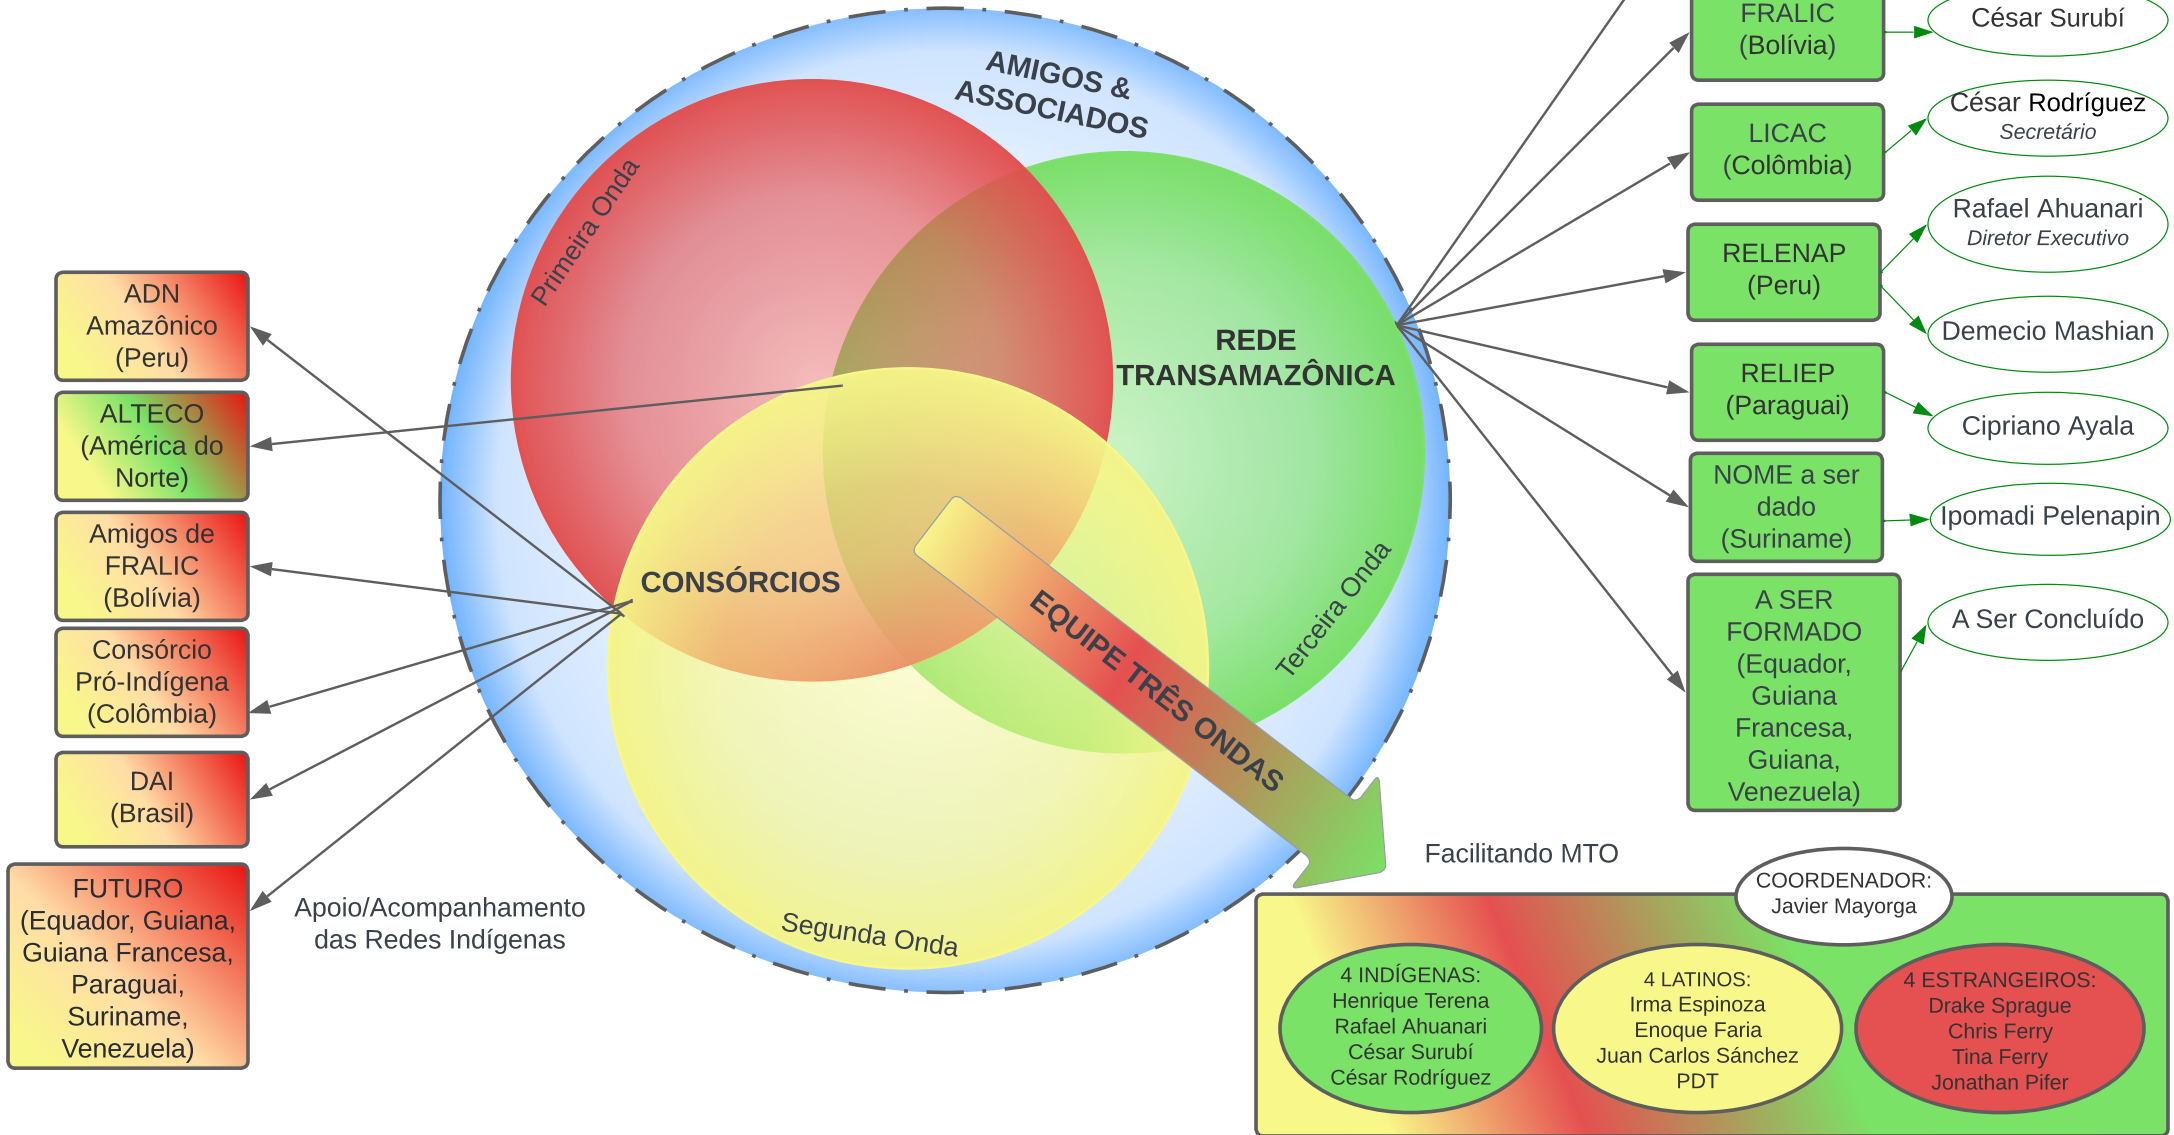 AMIGOS &
ASSOCIADOS
Primeira Onda
REDE
TRANSAMAZÔNICA
CONSÓRCIOS
EQUIPE TRÊS ONDAS
Terceira Onda
Segunda Onda
ADN
Amazônico
(Peru)
ALTECO
(América do
Norte)
Amigos de
FRALIC
(Bolívia)
Consórcio
Pró-Indígena
(Colômbia)
DAI
(Brasil)
FUTURO
(Equador, Guiana,
Guiana Francesa,
Paraguai,
Suriname,
Venezuela)
Apoio/Acompanhamento
das Redes Indígenas
FRALIC
(Bolívia)
César Surubí
LICAC
(Colômbia)
César Rodríguez
Secretário
RELENAP
(Peru)
Rafael Ahuanari
Diretor Executivo
Demecio Mashian
RELIEP
(Paraguai)
Cipriano Ayala
NOME a ser
dado
(Suriname)
Ipomadi Pelenapin
A SER
FORMADO
(Equador,
Guiana
Francesa,
Guiana,
Venezuela)
A Ser Concluído
Facilitando MTO
COORDENADOR:
Javier Mayorga
4 INDÍGENAS:
Henrique Terena
Rafael Ahuanari
César Surubí
César Rodríguez
4 LATINOS:
Irma Espinoza
Enoque Faria
Juan Carlos Sánchez
PDT
4 ESTRANGEIROS:
Drake Sprague
Chris Ferry
Tina Ferry
Jonathan Pifer